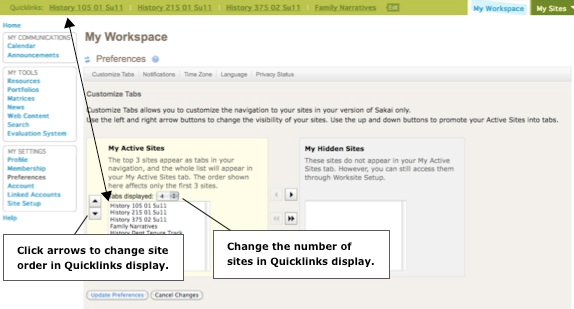 Quicklinks: History 105 01 Su11 | History 215 01 Su11 | History 375 02 Su11 | Family Narratives Edit
My Workspace My Sites
Home
MY COMMUNICATIONS
Calendar
Announcements
MY TOOLS
Resources
Portfolios
Matrices
News
Web Content
Search
Evaluation System
MY SETTINGS
Profile
Membership
Preferences
Account
Linked Accounts
Site Setup
Help
My Workspace
Preferences
Customize Tabs | Notifications | Time Zone | Language | Privacy Status
Customize Tabs
Customize Tabs allows you to customize the navigation to your sites in your version of Sakai only.
Use the left and right arrow buttons to change the visibility of your sites. Use the up and down buttons to promote your Active Sites into tabs.
My Active Sites
The top 3 sites appear as tabs in your
navigation, and the whole list will appear in
your My Active Sites tab. The order shown
here affects only the first 3 sites.
Tabs displayed: 4
History 105 01 Su11
History 215 01 Su11
History 375 02 Su11
Family Narratives
History Dept Tenure Track
My Hidden Sites
These sites do not appear in your My Active
Sites tab. However, you can still access them
through Worksite Setup.
Click arrows to change site
order in Quicklinks display.
Change the number of
sites in Quicklinks display.
Update Preferences Cancel Changes